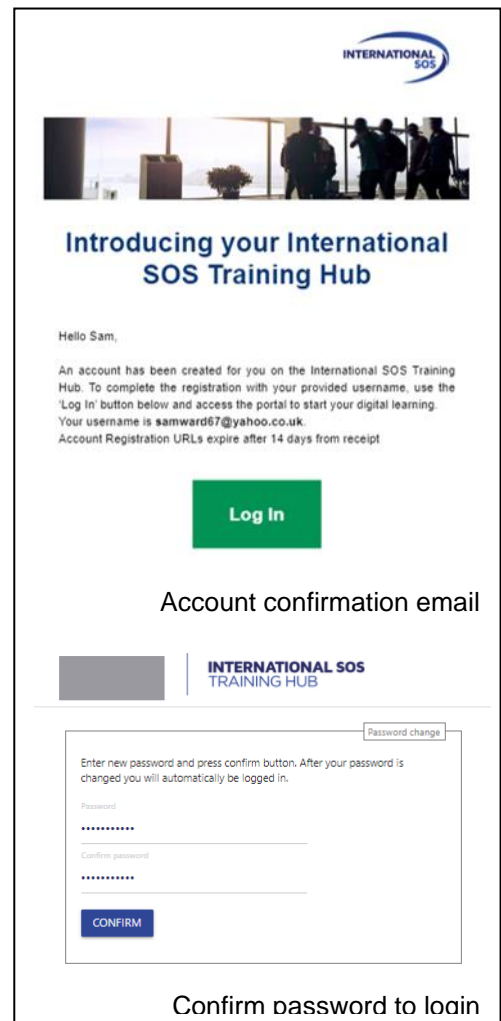 INTERNATIONAL
SOS
Introducing your International
SOS Training Hub
Hello Sam,
An account has been created for you on the International SOS Training
Hub. To complete the registration with your provided username, use the
'Log In' button below and access the portal to start your digital learning.
Your username is samward67@yahoo.co.uk.
Account Registration URLs expire after 14 days from receipt
Log In
Account confirmation email
INTERNATIONAL SOS
TRAINING HUB
Password change
Enter new password and press confirm button. After your password is
changed you will automatically be logged in.
Password
•••••••••••
Confirm password
•••••••••••
CONFIRM
Confirm password to login